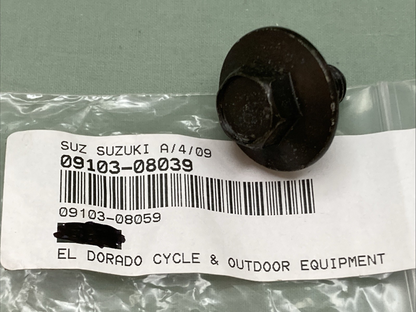 SUZ SUZUKI A/4/09
09103-08039
09103-08059
EL DORADO CYCLE & OUTDOOR EQUIPMENT